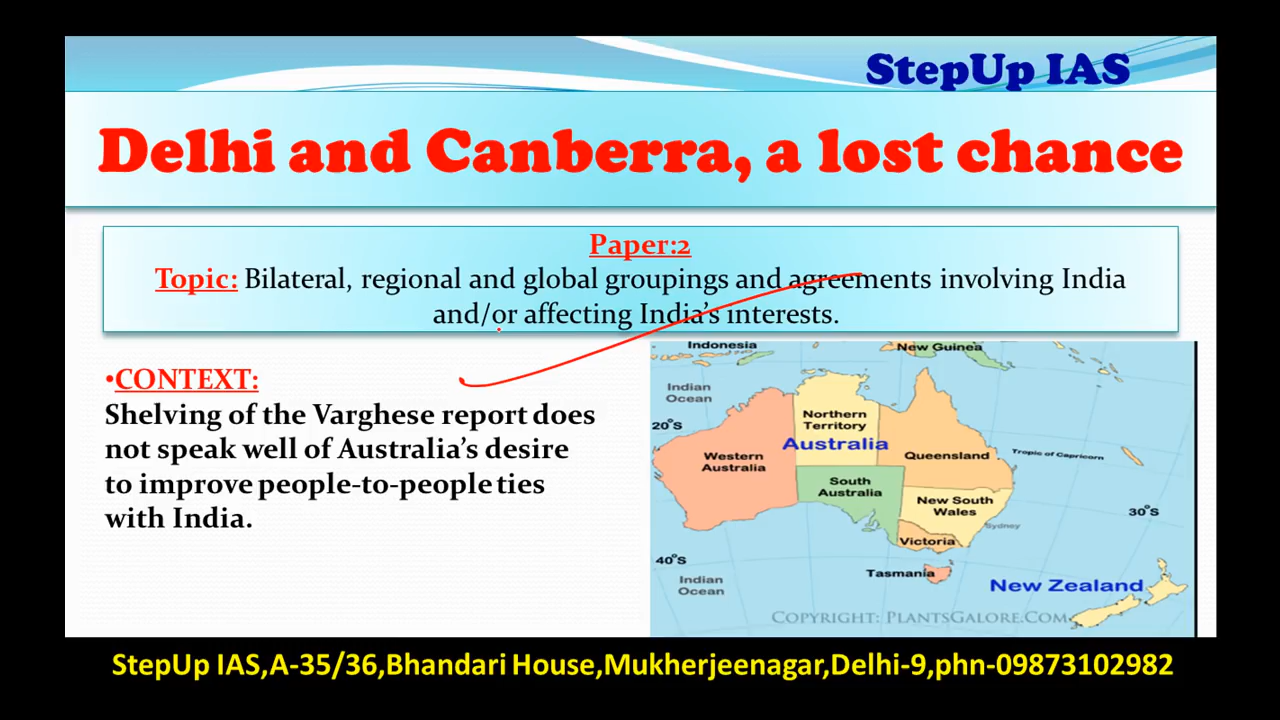 StepUp IAS
Delhi and Canberra, a lost chance
Paper:2
Topic: Bilateral, regional and global groupings and agreements involving India
and/or affecting India's interests.
•CONTEXT:
Shelving of the Varghese report does
not speak well of Australia's desire
to improve people-to-people ties
with India.
Indonesia
New Guinea
Indian
Ocean
20°S
Northern
Territory
Australia
Western
Australia
Queensland
Tropic of Capricorn
South
Australia
New South
Wales
Sydney
30°S
Victoria
40°S
Tasmania
Indian
Ocean
New Zealand
COPYRIGHT: PLANTSGALORE.COM
StepUp IAS,A-35/36,Bhandari House,Mukherjeenagar,Delhi-9,phn-09873102982